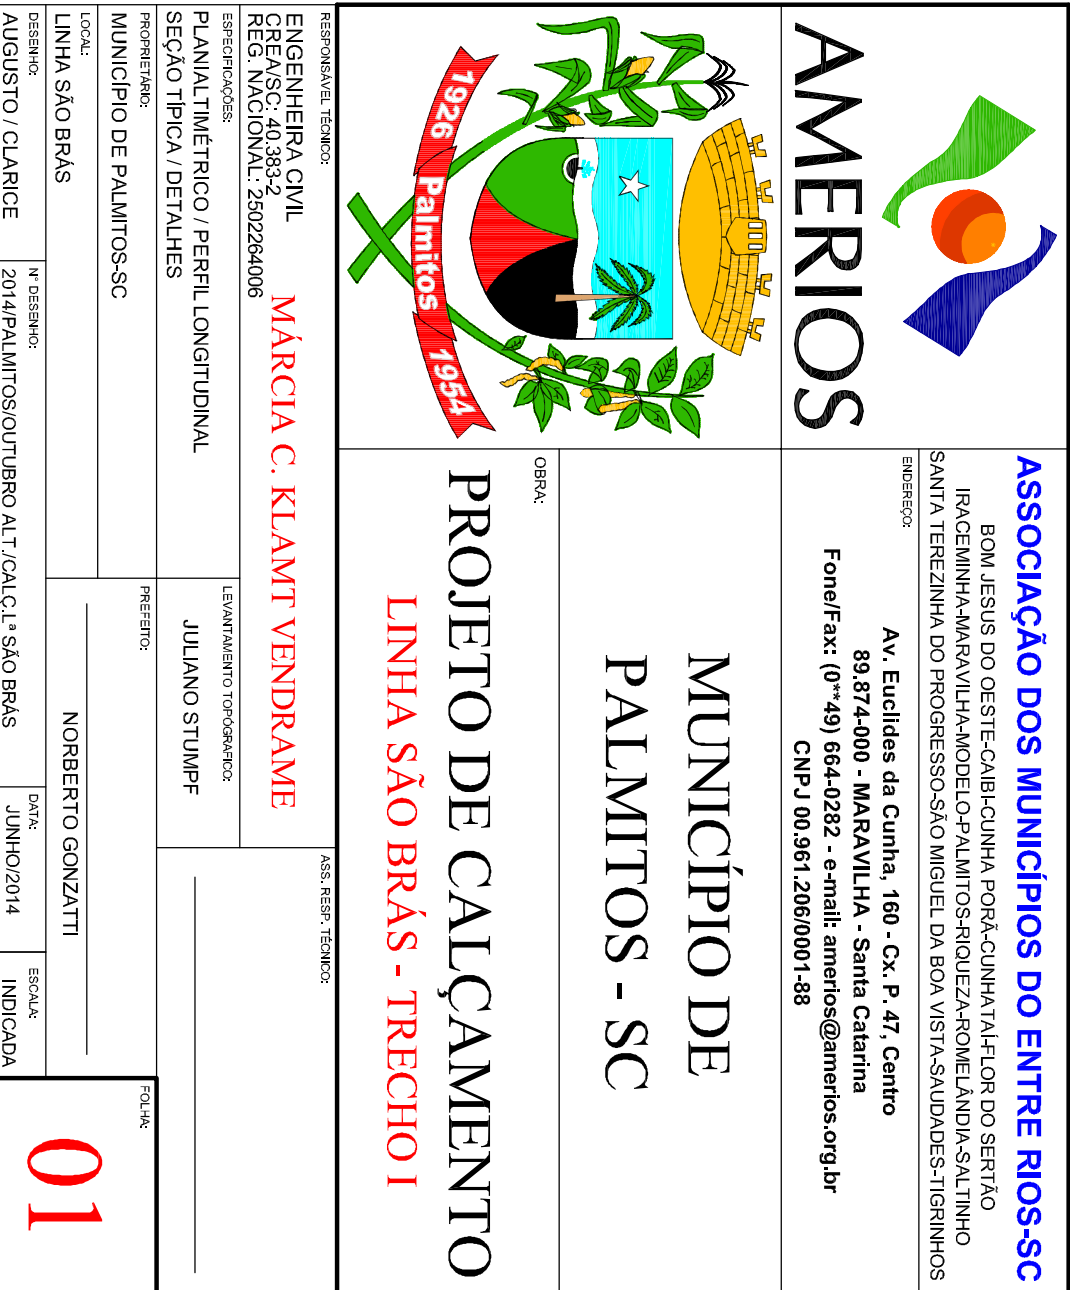 AMERIOS
ASSOCIAÇÃO DOS MUNICÍPIOS DO ENTRE RIOS-SC
BOM JESUS DO OESTE-CAIBI-CUNHA PORÃ-CUNHATAÍ-FLOR DO SERTÃO
IRACEMINHA-MARAVILHA-MODELO-PALMITOS-RIQUEZA-ROMELÂNDIA-SALTINHO
SANTA TEREZINHA DO PROGRESSO-SÃO MIGUEL DA BOA VISTA-SAUDADES-TIGRINHOS
ENDEREÇO:
Av. Euclides da Cunha, 160 - Cx. P. 47, Centro
89.874-000 - MARAVILHA - Santa Catarina
Fone/Fax: (0**49) 664-0282 - e-mail: amerios@amerios.org.br
CNPJ 00.961.206/0001-88
1926 Palmitos 1954
MUNICÍPIO DE
PALMITOS - SC
OBRA:
PROJETO DE CALÇAMENTO
LINHA SÃO BRÁS - TRECHO I
RESPONSÁVEL TÉCNICO:
ENGENHEIRA CIVIL
CREA/SC: 40.383-2
REG. NACIONAL: 2502264006
MÁRCIA C. KLAMT VENDRAME
ASS. RESP. TÉCNICO:
ESPECIFICAÇÕES:
PLANIALTIMÉTRICO / PERFIL LONGITUDINAL
SEÇÃO TÍPICA / DETALHES
LEVANTAMENTO TOPÓGRAFICO:
JULIANO STUMPF
PROPRIETÁRIO:
MUNICÍPIO DE PALMITOS-SC
PREFEITO:
NORBERTO GONZATTI
LOCAL:
LINHA SÃO BRÁS
DESENHO:
AUGUSTO / CLARICE
Nº DESENHO:
2014/PALMITOS/OUTUBRO ALT./CALÇ.Lª SÃO BRÁS
DATA:
JUNHO/2014
ESCALA:
INDICADA
FOLHA:
01